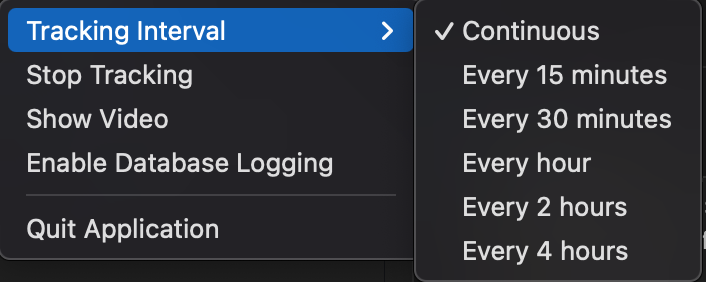 Tracking Interval
Stop Tracking
Show Video
Enable Database Logging
Quit Application
Continuous
Every 15 minutes
Every 30 minutes
Every hour
Every 2 hours
Every 4 hours